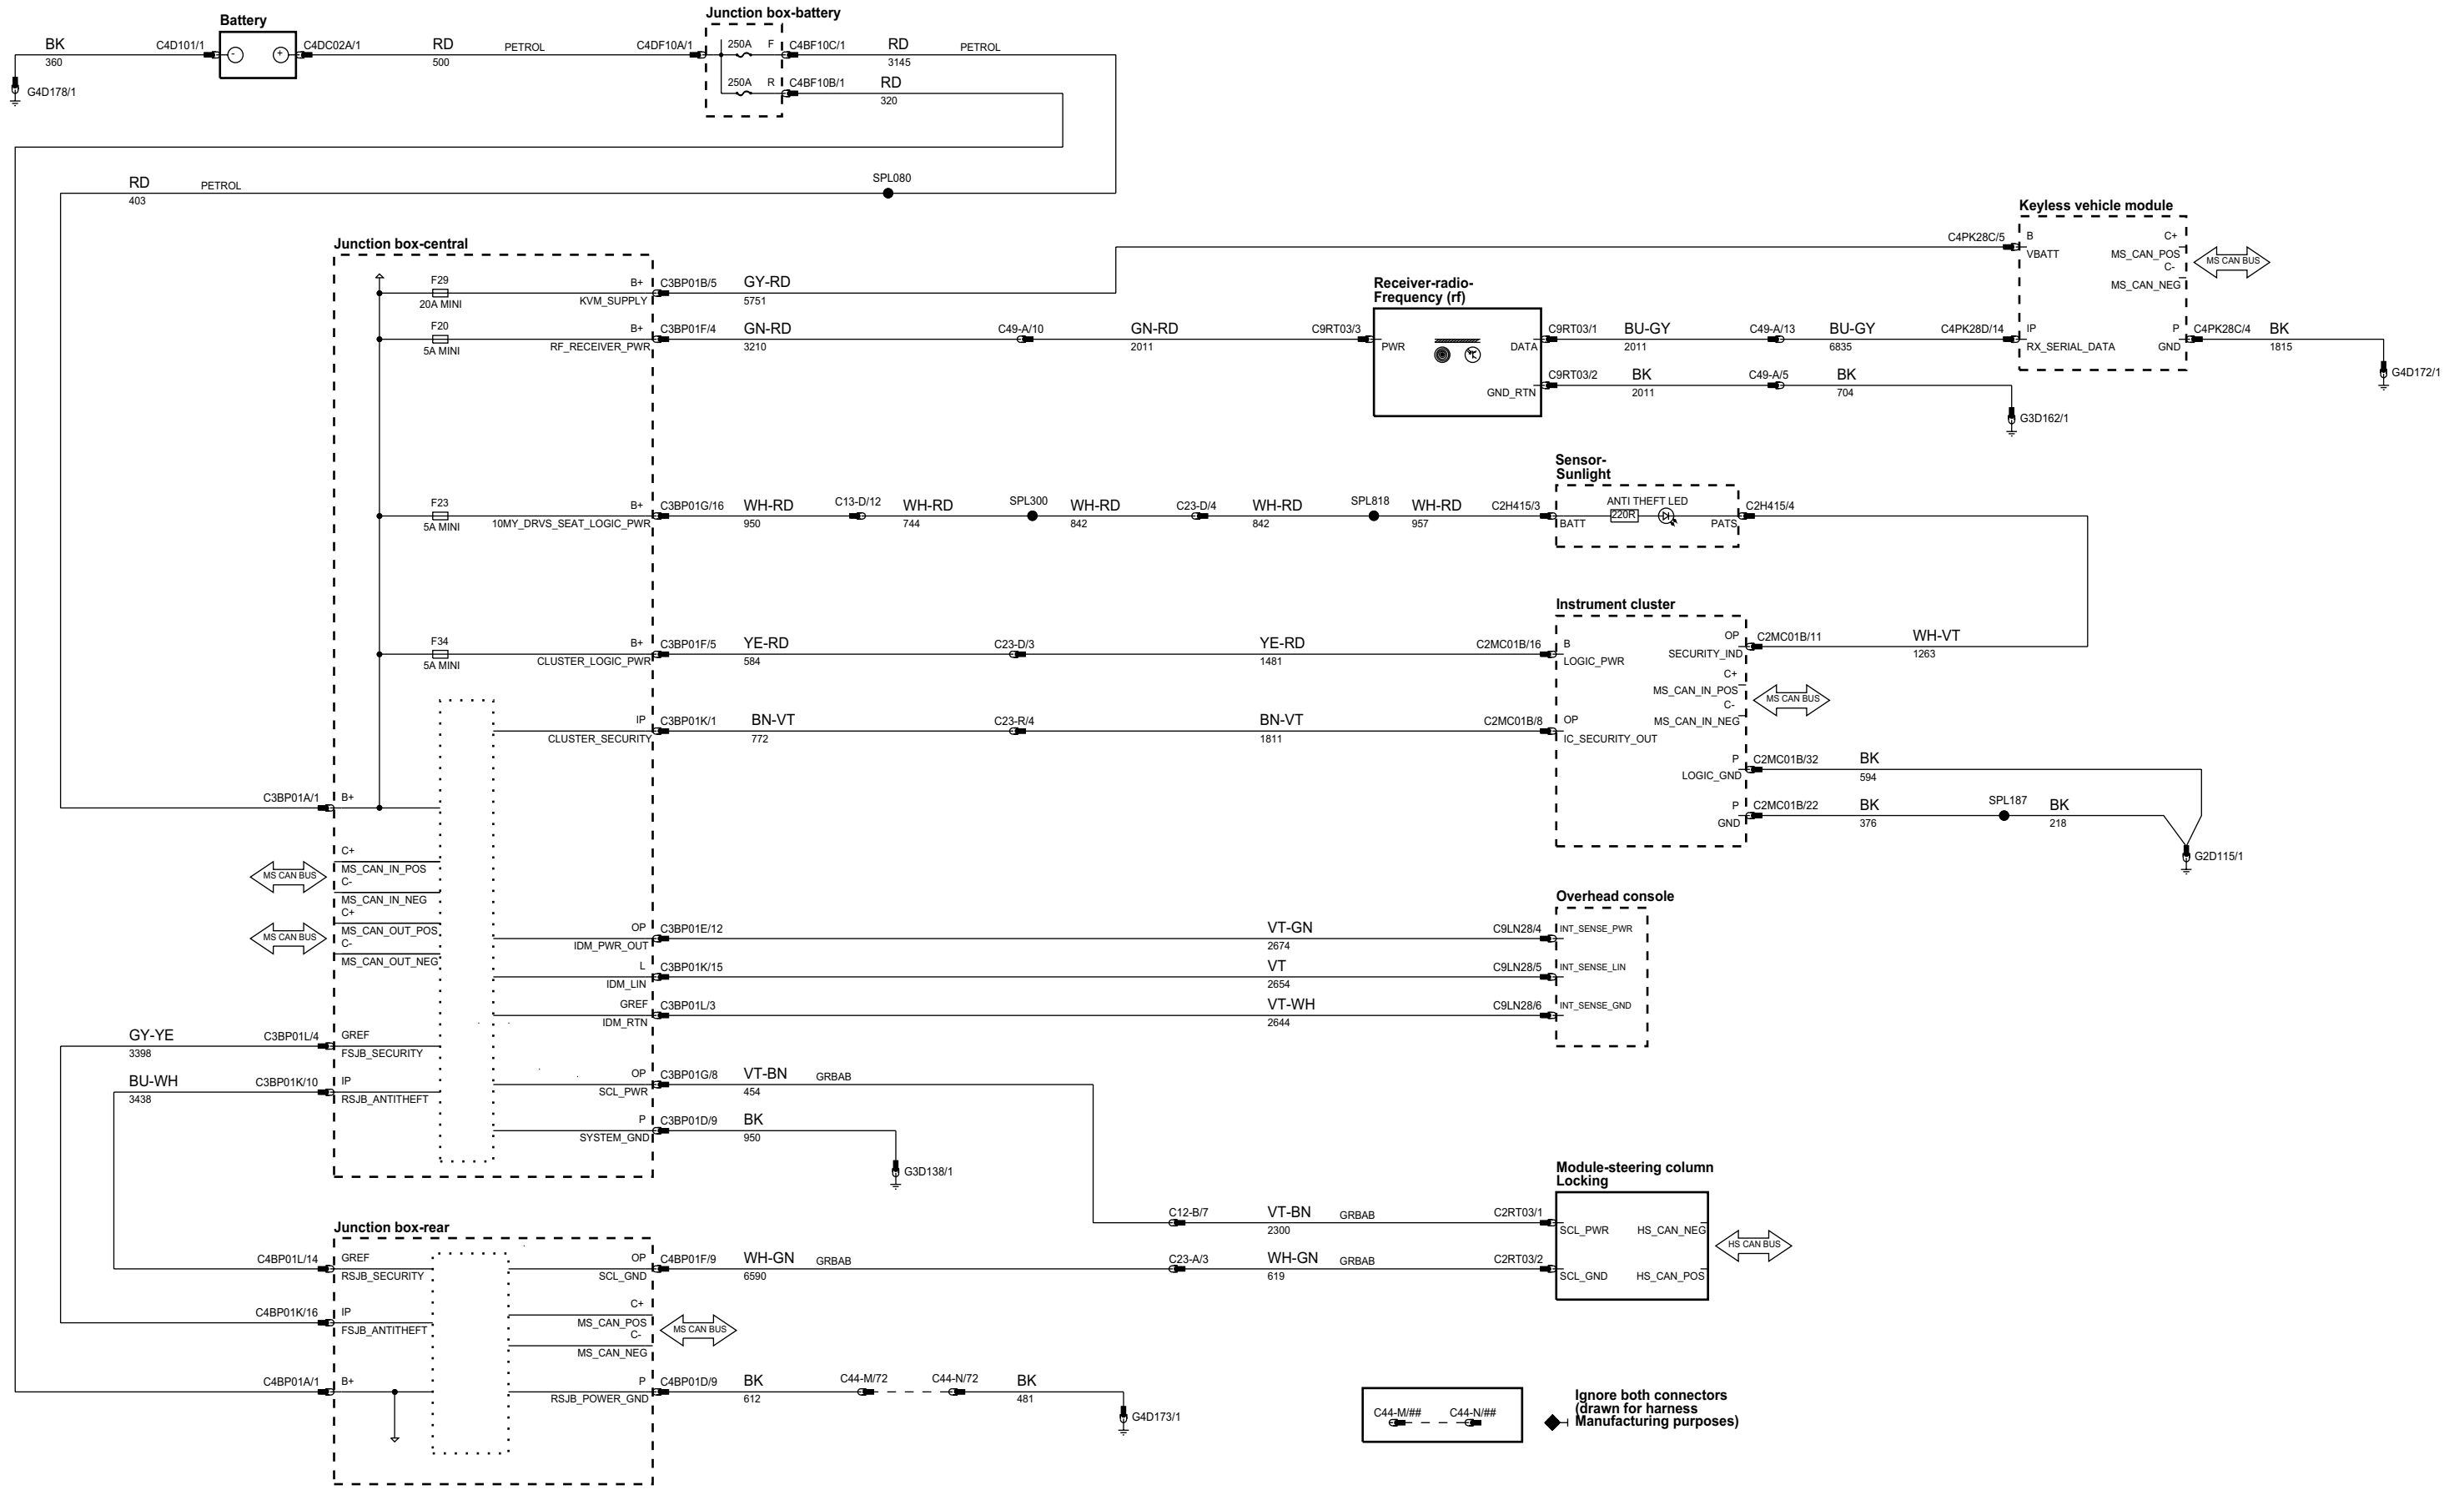 Battery
BK
360
C4D101/1
-
+
C4DC02A/1
RD
500
PETROL
G4D178/1
Junction box-battery
C4DF10A/1
250A F
C4BF10C/1
RD
3145
PETROL
250A R
C4BF10B/1
RD
320
RD
403
PETROL
SPL080
Junction box-central
F29
20A MINI
B+
KVM_SUPPLY
C3BP01B/5
GY-RD
5751
C4PK28C/5
F20
5A MINI
B+
RF_RECEIVER_PWR
C3BP01F/4
GN-RD
3210
C49-A/10
GN-RD
2011
C9RT03/3
Receiver-radio-
Frequency (rf)
PWR
DATA
GND_RTN
C9RT03/1
BU-GY
2011
C49-A/13
BU-GY
6835
C4PK28D/14
C9RT03/2
BK
2011
C49-A/5
BK
704
G3D162/1
Keyless vehicle module
B
VBATT
C+
MS_CAN_POS
C-
MS_CAN_NEG
MS CAN BUS
IP
RX_SERIAL_DATA
P
GND
C4PK28C/4
BK
1815
G4D172/1
F23
5A MINI
B+
10MY_DRVS_SEAT_LOGIC_PWR
C3BP01G/16
WH-RD
950
C13-D/12
WH-RD
744
SPL300
WH-RD
842
C23-D/4
WH-RD
842
SPL818
WH-RD
957
C2H415/3
Sensor-
Sunlight
ANTI THEFT LED
220R
BATT
PATS
C2H415/4
F34
5A MINI
B+
CLUSTER_LOGIC_PWR
C3BP01F/5
YE-RD
584
C23-D/3
YE-RD
1481
C2MC01B/16
Instrument cluster
B
LOGIC_PWR
OP
SECURITY_IND
C2MC01B/11
WH-VT
1263
C+
MS_CAN_IN_POS
C-
MS_CAN_IN_NEG
MS CAN BUS
IP
CLUSTER_SECURITY
C3BP01K/1
BN-VT
772
C23-R/4
BN-VT
1811
C2MC01B/8
OP
IC_SECURITY_OUT
P
LOGIC_GND
C2MC01B/32
BK
594
P
GND
C2MC01B/22
BK
376
SPL187
BK
218
G2D115/1
C3BP01A/1
B+
C+
MS_CAN_IN_POS
C-
MS_CAN_IN_NEG
MS CAN BUS
C+
MS_CAN_OUT_POS
C-
MS_CAN_OUT_NEG
MS CAN BUS
OP
IDM_PWR_OUT
C3BP01E/12
VT-GN
2674
C9LN28/4
Overhead console
INT_SENSE_PWR
L
IDM_LIN
C3BP01K/15
VT
2654
C9LN28/5
INT_SENSE_LIN
GREF
IDM_RTN
C3BP01L/3
VT-WH
2644
C9LN28/6
INT_SENSE_GND
GY-YE
3398
C3BP01L/4
GREF
FSJB_SECURITY
BU-WH
3438
C3BP01K/10
IP
RSJB_ANTITHEFT
OP
SCL_PWR
C3BP01G/8
VT-BN
454
GRBAB
P
SYSTEM_GND
C3BP01D/9
BK
950
G3D138/1
Module-steering column
Locking
C12-B/7
VT-BN
2300
GRBAB
C2RT03/1
SCL_PWR
HS_CAN_NEG
HS CAN BUS
SCL_GND
HS_CAN_POS
Junction box-rear
C4BP01L/14
GREF
RSJB_SECURITY
OP
SCL_GND
C4BP01F/9
WH-GN
6590
GRBAB
C23-A/3
WH-GN
619
GRBAB
C2RT03/2
C4BP01K/16
IP
FSJB_ANTITHEFT
C+
MS_CAN_POS
C-
MS_CAN_NEG
MS CAN BUS
C4BP01A/1
B+
P
RSJB_POWER_GND
C4BP01D/9
BK
612
C44-M/72
C44-N/72
BK
481
G4D173/1
C44-M/##
C44-N/##
Ignore both connectors
(drawn for harness
Manufacturing purposes)